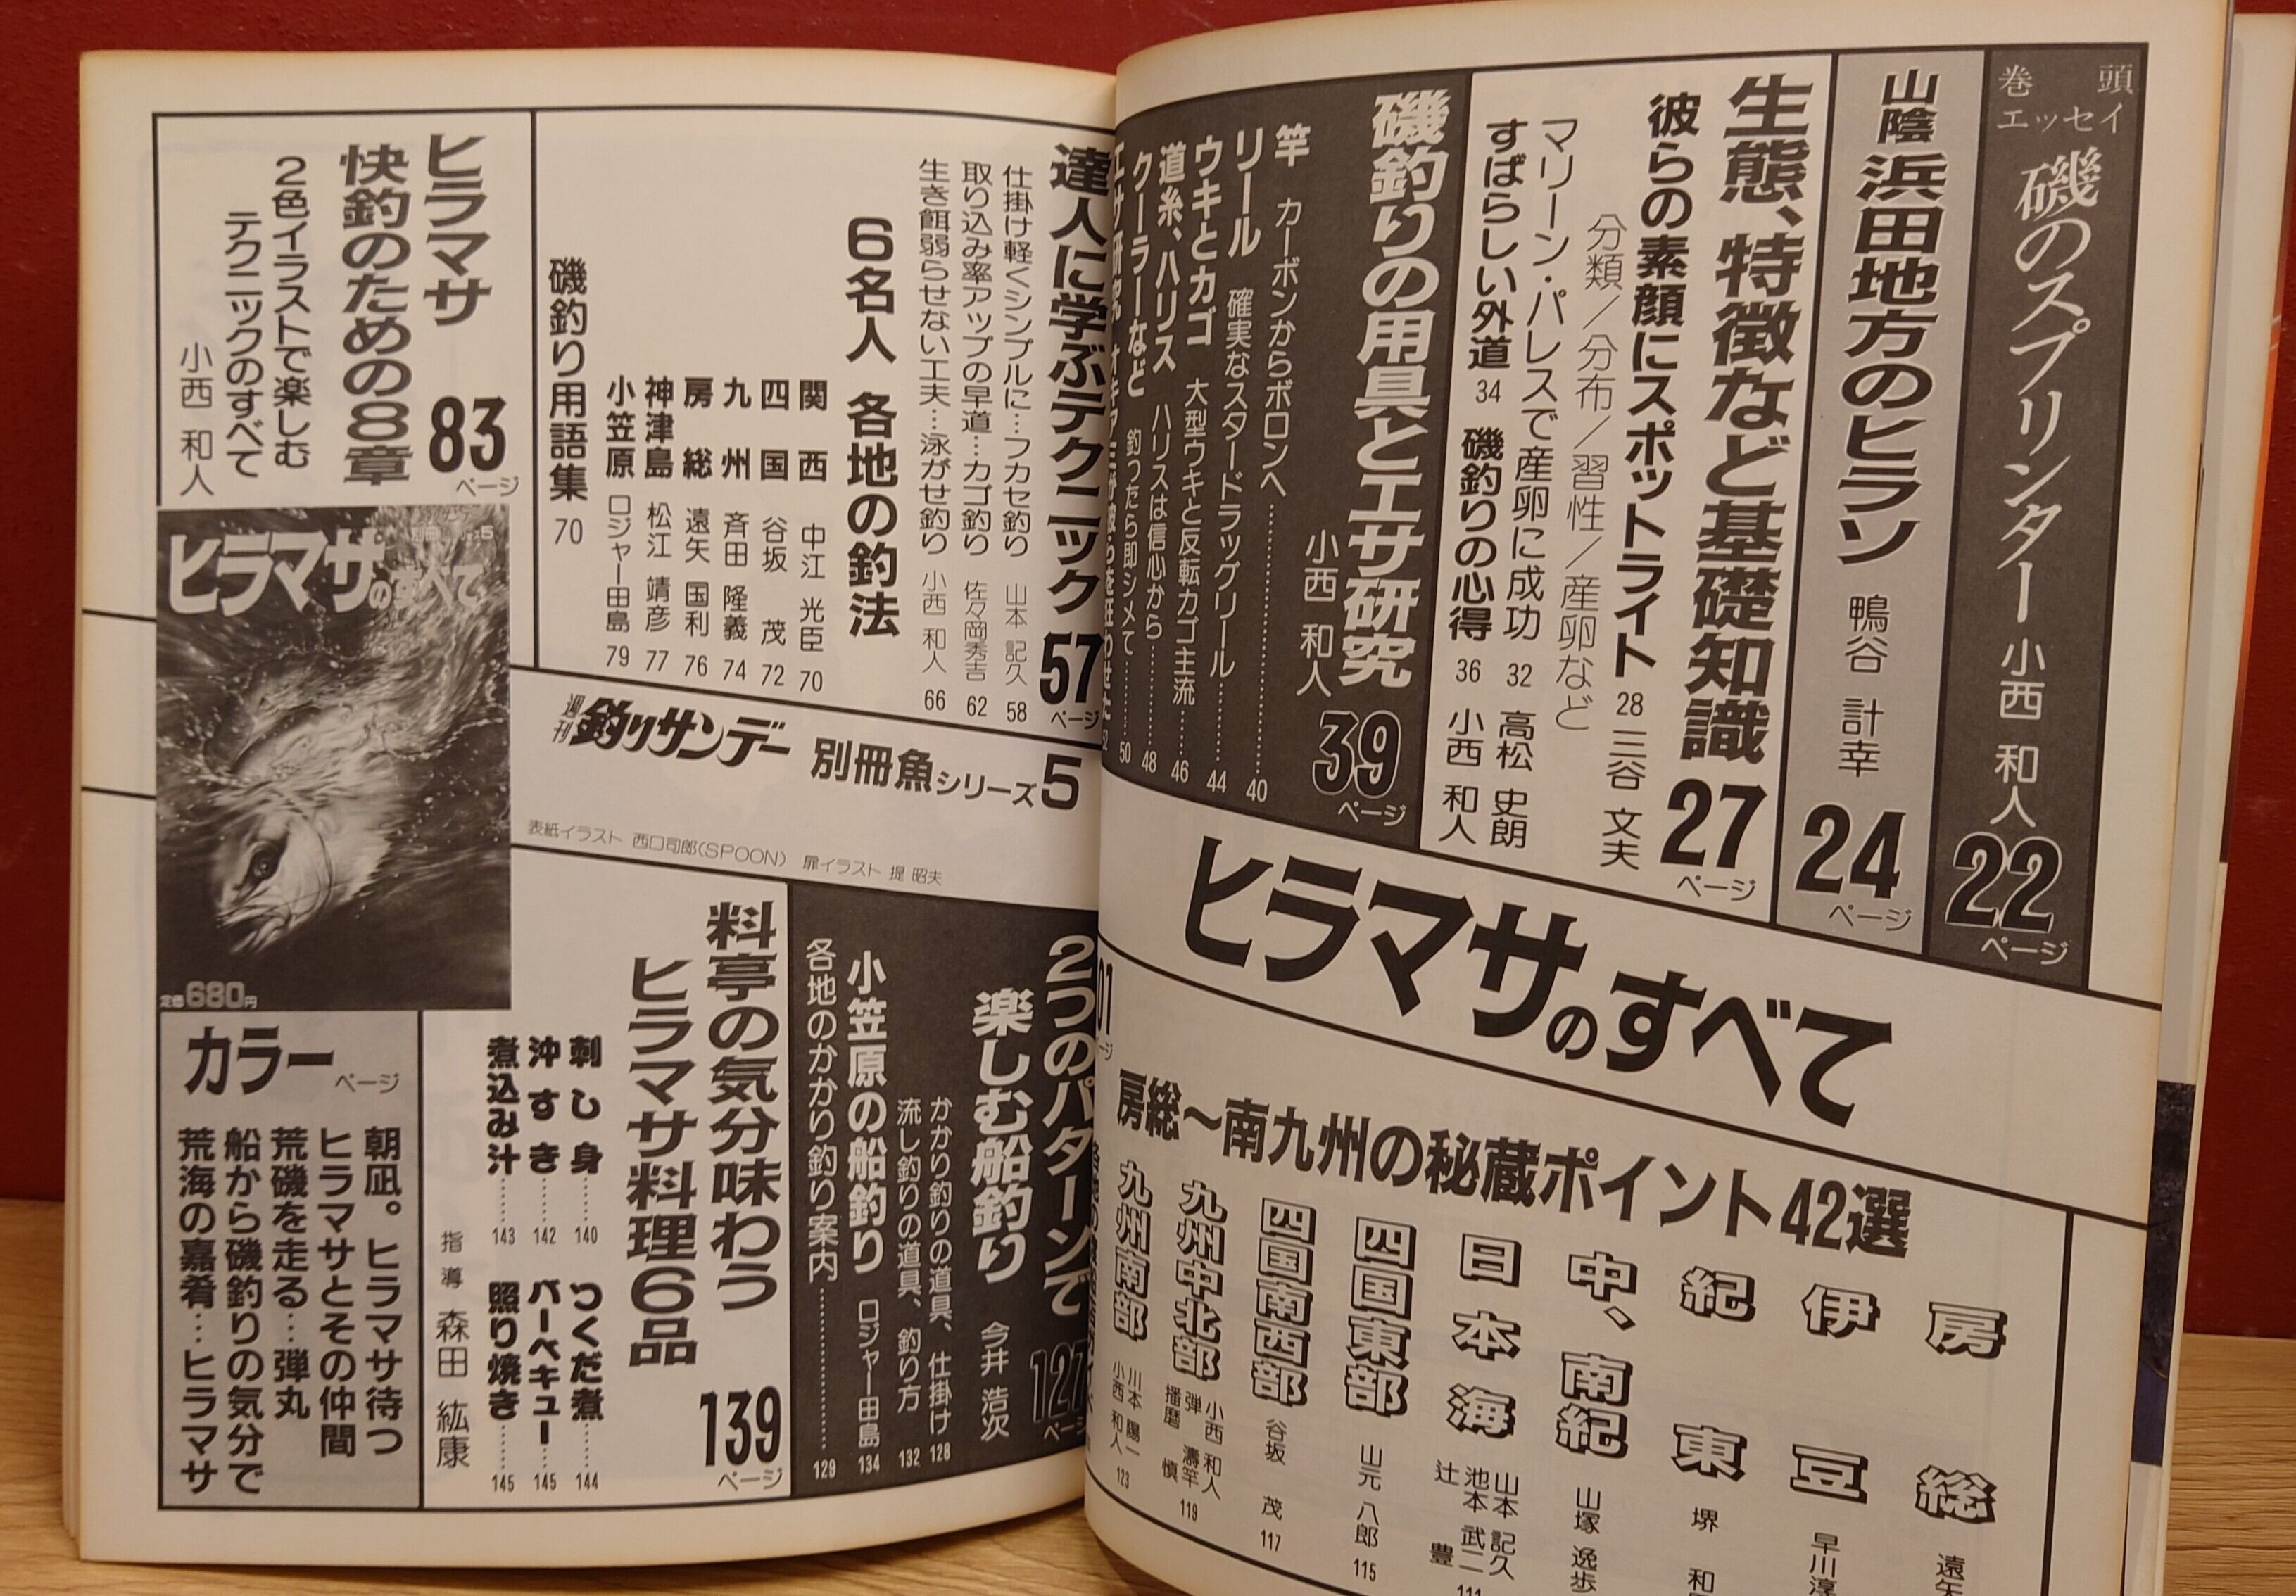 巻頭エッセイ
磯のスプリンター 小西 和人 22ページ
山陰 浜田地方のヒラソ 鴨谷 計幸 24ページ
生態、特徴など基礎知識 27ページ
彼らの素顔にスポットライト 28 三谷 文夫
分類／分布／習性／産卵など
マリーン・パレスで産卵に成功 32 高松 史朗
すばらしい外道 34 磯釣りの心得 36 小西 和人
磯釣りの用具とエサ研究 39ページ
小西 和人
竿 カーボンからボロンへ 40
リール 確実なスタードラッグリール 44
ウキとカゴ 大型ウキと反転カゴ主流 46
道糸、ハリス ハリスは信心から 48
クーラーなど 釣ったら即シメて 50
ヒラマサのすべて
房総〜南九州の秘蔵ポイント42選
房総 遠矢
伊豆 早川
紀東 堺 和
中、南紀 山塚 逸歩
日本海 山本 記久
池本 武二
辻 豊
四国東部 山元 八郎 115
四国南西部 谷坂 茂 117
九州中北部 小西 和人
弾 濤竿
播磨 慎 119
九州南部 川本 陽一
小西 和人 123
達人に学ぶテクニック 57ページ
仕掛け軽くシンプルに…フカセ釣り 山本 記久 58
取り込み率アップの早道…カゴ釣り 佐々岡秀吉 62
生き餌弱らせない工夫…泳がせ釣り 小西 和人 66
6名人 各地の釣法
関西 中江 光臣 70
四国 谷坂 茂 72
九州 斉田 隆義 74
房総 遠矢 国利 76
神津島 松江 靖彦 77
小笠原 ロジャー田島 79
磯釣り用語集 70
ヒラマサ
快釣のための8章 83ページ
2色イラストで楽しむ
テクニックのすべて
小西 和人
週刊釣りサンデー 別冊魚シリーズ5
表紙イラスト 西口司郎（SPOON） 扉イラスト 提 昭夫
ヒラマサのすべて
定価680円
2つのパターンで
楽しむ船釣り 今井 浩次 127ページ
かかり釣りの道具、仕掛け 128
流し釣りの道具、釣り方 132
小笠原の船釣り ロジャー田島 134
各地のかかり釣り案内 129
料亭の気分味わう
ヒラマサ料理6品 139ページ
刺し身 140 つくだ煮 144
沖すき 142 バーベキュー 145
煮込み汁 143 照り焼き 145
指導 森田 紘康
カラーページ
朝凪。ヒラマサ待つ
ヒラマサとその仲間
荒磯を走る…弾丸
船から磯釣りの気分で
荒海の嘉肴…ヒラマサ